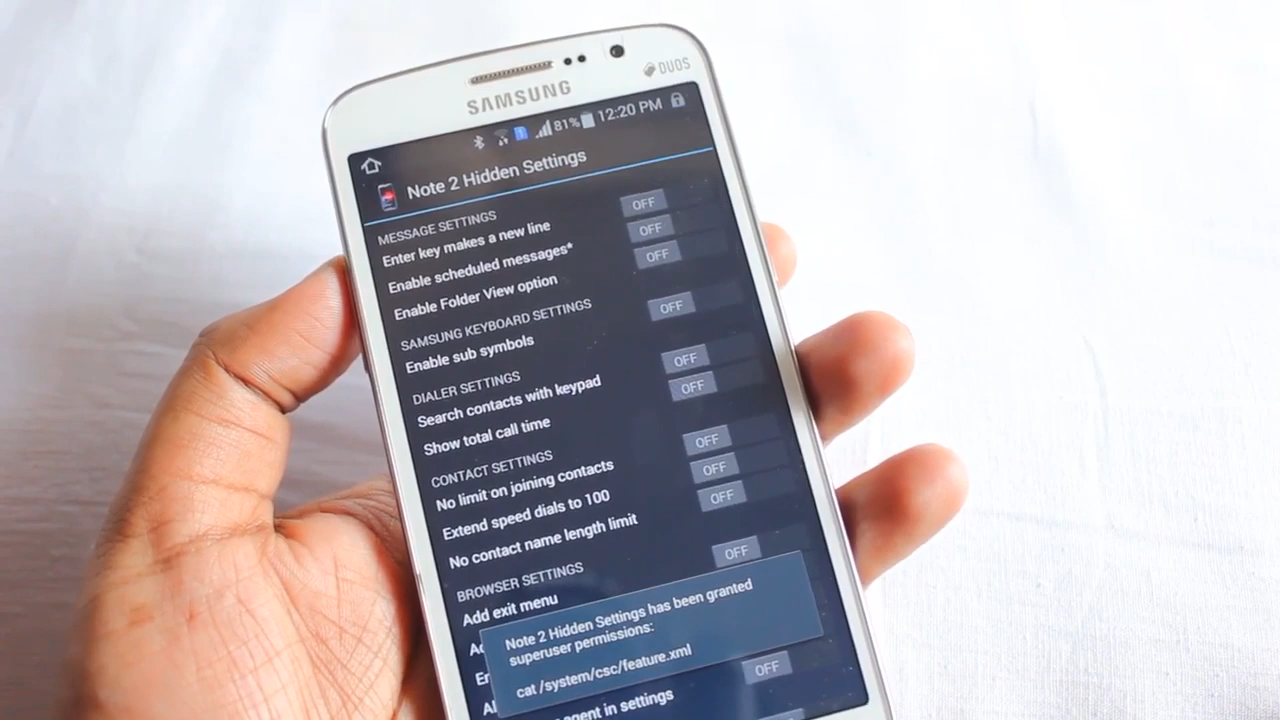 DUOS
SAMSUNG
81% 12:20 PM
Note 2 Hidden Settings
MESSAGE SETTINGS
Enter key makes a new line OFF
Enable scheduled messages* OFF
Enable Folder View option OFF
SAMSUNG KEYBOARD SETTINGS
Enable sub symbols OFF
DIALER SETTINGS
Search contacts with keypad OFF
Show total call time OFF
CONTACT SETTINGS
No limit on joining contacts OFF
Extend speed dials to 100 OFF
No contact name length limit OFF
BROWSER SETTINGS
Add exit menu OFF
Note 2 Hidden Settings has been granted
superuser permissions:
cat /system/csc/feature.xml
OFF
agent in settings